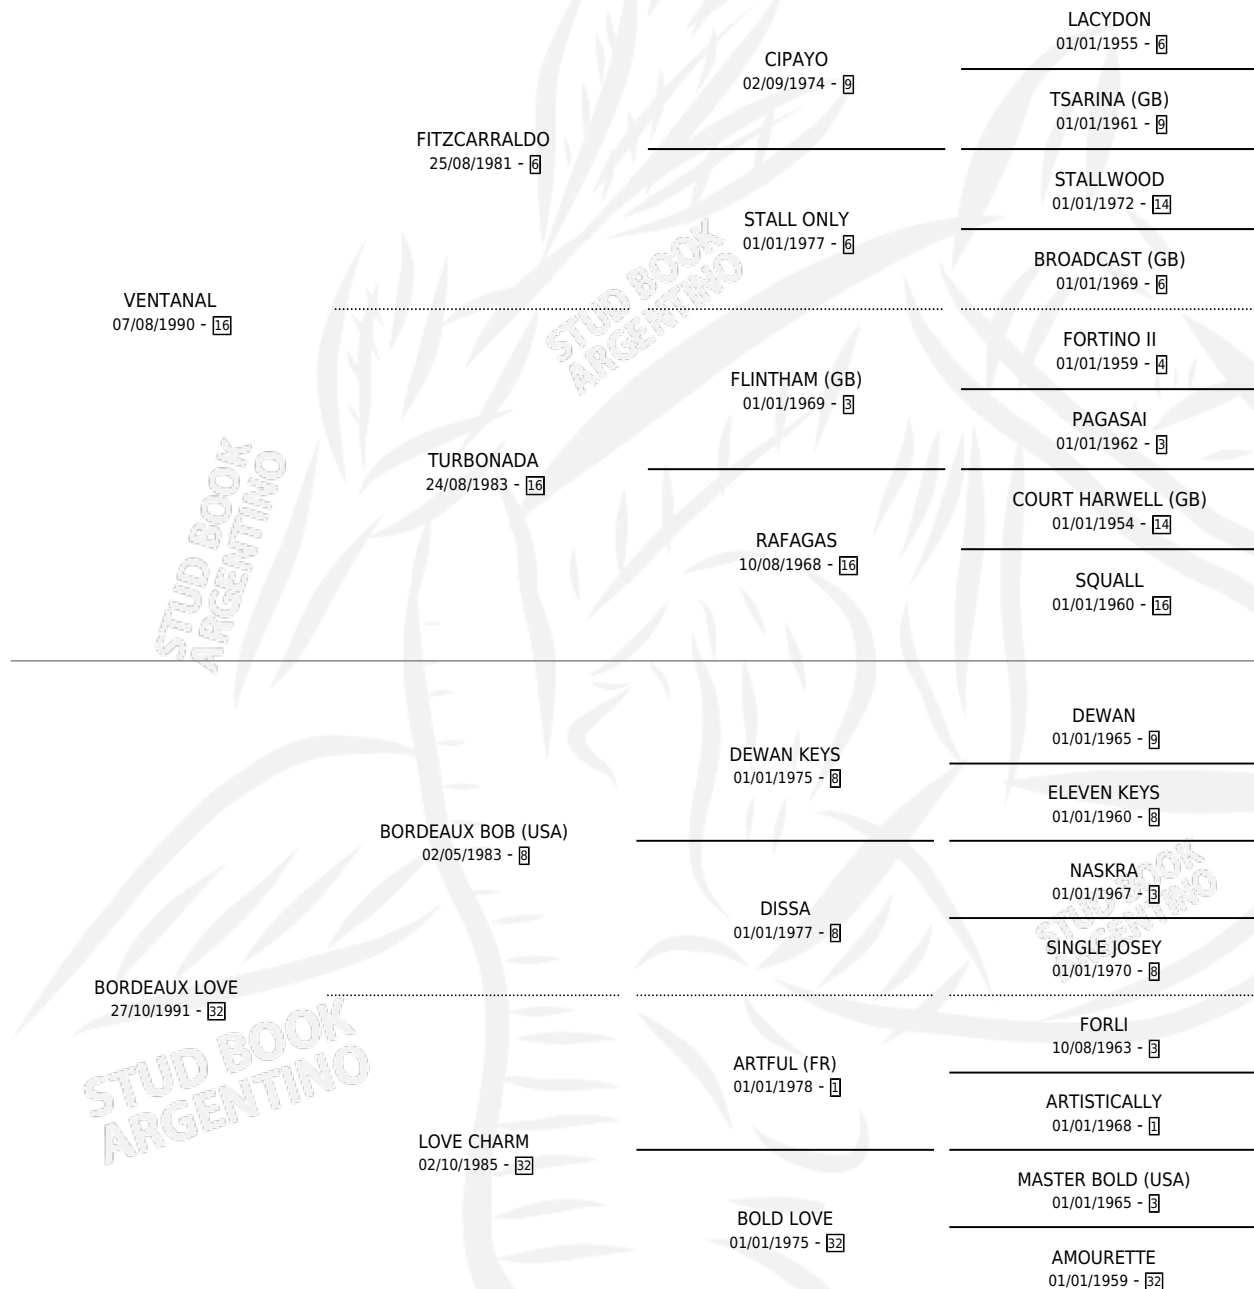 LACYDON
01/01/1955 - 6
CIPAYO
02/09/1974 - 9
TSARINA (GB)
01/01/1961 - 9
FITZCARRALDO
25/08/1981 - 6
STALLWOOD
01/01/1972 - 14
STALL ONLY
01/01/1977 - 6
BROADCAST (GB)
01/01/1969 - 6
VENTANAL
07/08/1990 - 16
STUD BOOK
ARGENTINO
FORTINO II
01/01/1959 - 4
FLINTHAM (GB)
01/01/1969 - 3
PAGASAI
01/01/1962 - 3
TURBONADA
24/08/1983 - 16
COURT HARWELL (GB)
01/01/1954 - 14
RAFAGAS
10/08/1968 - 16
SQUALL
01/01/1960 - 16
STUD BOOK
ARGENTINO
DEWAN
01/01/1965 - 9
DEWAN KEYS
01/01/1975 - 8
ELEVEN KEYS
01/01/1960 - 8
BORDEAUX BOB (USA)
02/05/1983 - 8
NASKRA
01/01/1967 - 3
DISSA
01/01/1977 - 8
STUD BOOK
ARGENTINO
SINGLE JOSEY
01/01/1970 - 8
BORDEAUX LOVE
27/10/1991 - 32
STUD BOOK
ARGENTINO
FORLI
10/08/1963 - 3
ARTFUL (FR)
01/01/1978 - 1
ARTISTICALLY
01/01/1968 - 1
LOVE CHARM
02/10/1985 - 32
MASTER BOLD (USA)
01/01/1965 - 3
BOLD LOVE
01/01/1975 - 32
AMOURETTE
01/01/1959 - 32